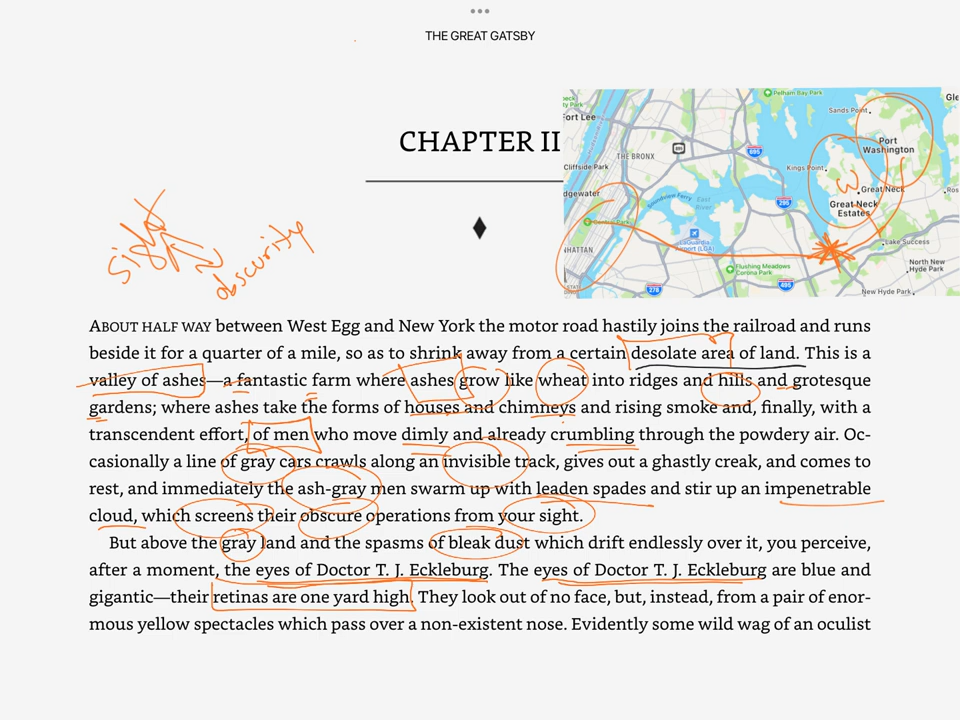 THE GREAT GATSBY
CHAPTER II
Pelham Bay Park
Fort Lee
Sands Point
Port
Washington
THE BRONX
Cliffside Park
Kings Point
695
295
Great Neck
Great Neck
Estates
W
East
River
Central Park
LaGuardia
Airport (LGA)
Lake Success
Flushing Meadows
Corona Park
North New
Hyde Park
278
495
New Hyde Park
sight
obscurity
ABOUT HALF WAY between West Egg and New York the motor road hastily joins the railroad and runs
beside it for a quarter of a mile, so as to shrink away from a certain desolate area of land. This is a
valley of ashes—a fantastic farm where ashes grow like wheat into ridges and hills and grotesque
gardens; where ashes take the forms of houses and chimneys and rising smoke and, finally, with a
transcendent effort, of men who move dimly and already crumbling through the powdery air. Oc-
casionally a line of gray cars crawls along an invisible track, gives out a ghastly creak, and comes to
rest, and immediately the ash-gray men swarm up with leaden spades and stir up an impenetrable
cloud, which screens their obscure operations from your sight.
But above the gray land and the spasms of bleak dust which drift endlessly over it, you perceive,
after a moment, the eyes of Doctor T. J. Eckleburg. The eyes of Doctor T. J. Eckleburg are blue and
gigantic—their retinas are one yard high. They look out of no face, but, instead, from a pair of enor-
mous yellow spectacles which pass over a non-existent nose. Evidently some wild wag of an oculist